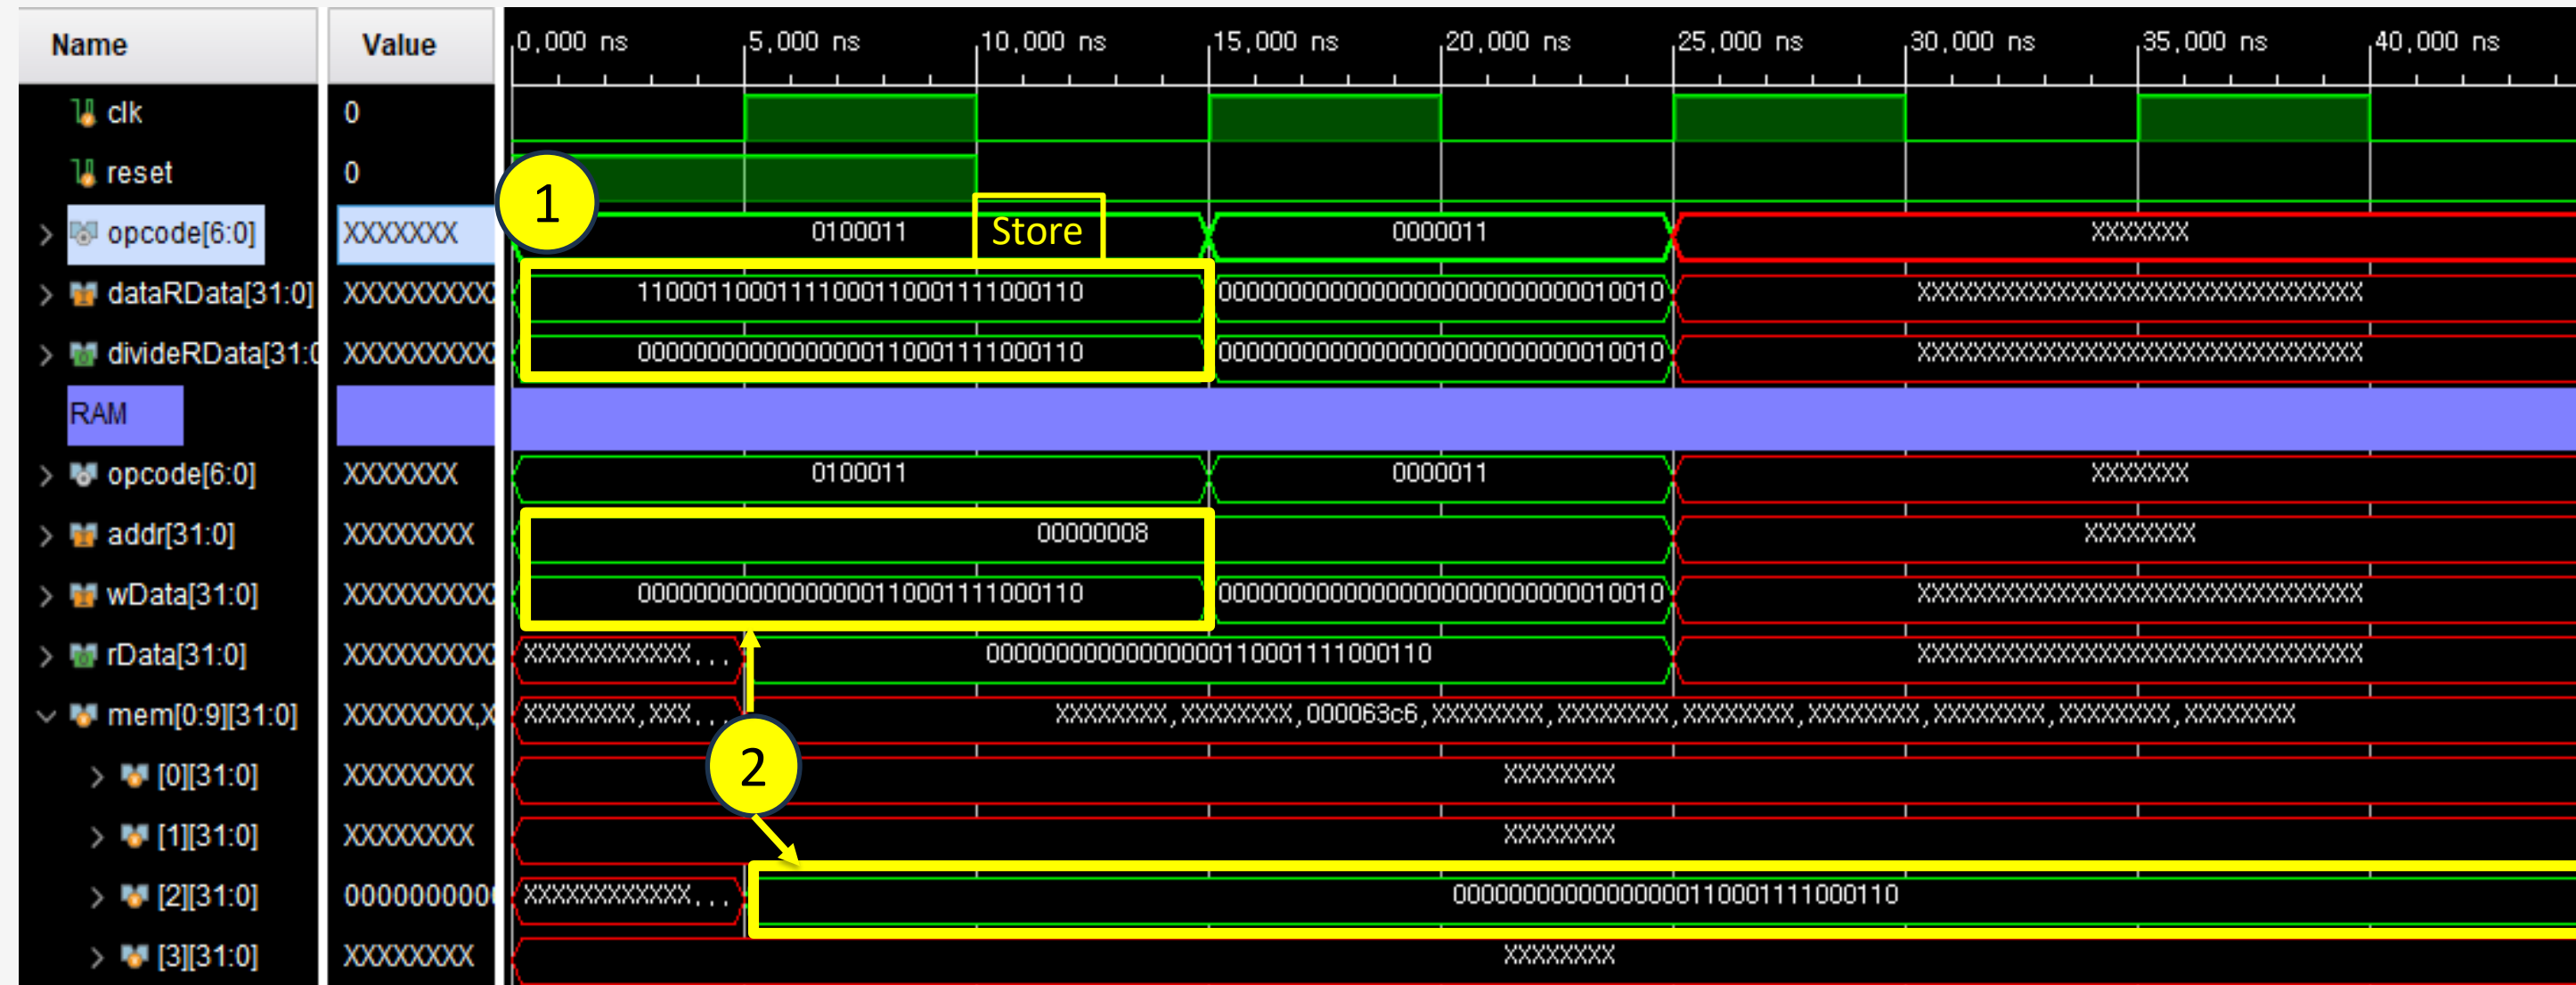 Name Value 0,000 ns 5,000 ns 10,000 ns 15,000 ns 20,000 ns 25,000 ns 30,000 ns 35,000 ns 40,000 ns
clk 0
reset 0
1
opcode[6:0] XXXXXXX 0100011 Store 0000011 XXXXXXX
dataRData[31:0] XXXXXXXXXX 11000110001111000110001111000110 00000000000000000000000000010010 XXXXXXXXXXXXXXXXXXXXXXXXXXXXXXXX
divideRData[31:0 XXXXXXXXXX 00000000000000000110001111000110 00000000000000000000000000010010 XXXXXXXXXXXXXXXXXXXXXXXXXXXXXXXX
RAM
opcode[6:0] XXXXXXX 0100011 0000011 XXXXXXX
addr[31:0] XXXXXXXX 00000008 XXXXXXXX
wData[31:0] XXXXXXXXXX 00000000000000000110001111000110 00000000000000000000000000010010 XXXXXXXXXXXXXXXXXXXXXXXXXXXXXXXX
rData[31:0] XXXXXXXXXX XXXXXXXXXXXX... 00000000000000000110001111000110 XXXXXXXXXXXXXXXXXXXXXXXXXXXXXXXX
mem[0:9][31:0] XXXXXXXX,X XXXXXXXX,XXX... XXXXXXXX,XXXXXXXX,000063c6,XXXXXXXX,XXXXXXXX,XXXXXXXX,XXXXXXXX,XXXXXXXX,XXXXXXXX,XXXXXXXX
2
[0][31:0] XXXXXXXX XXXXXXXX
[1][31:0] XXXXXXXX XXXXXXXX
[2][31:0] 0000000000 XXXXXXXXXXXX... 00000000000000000110001111000110
[3][31:0] XXXXXXXX XXXXXXXX